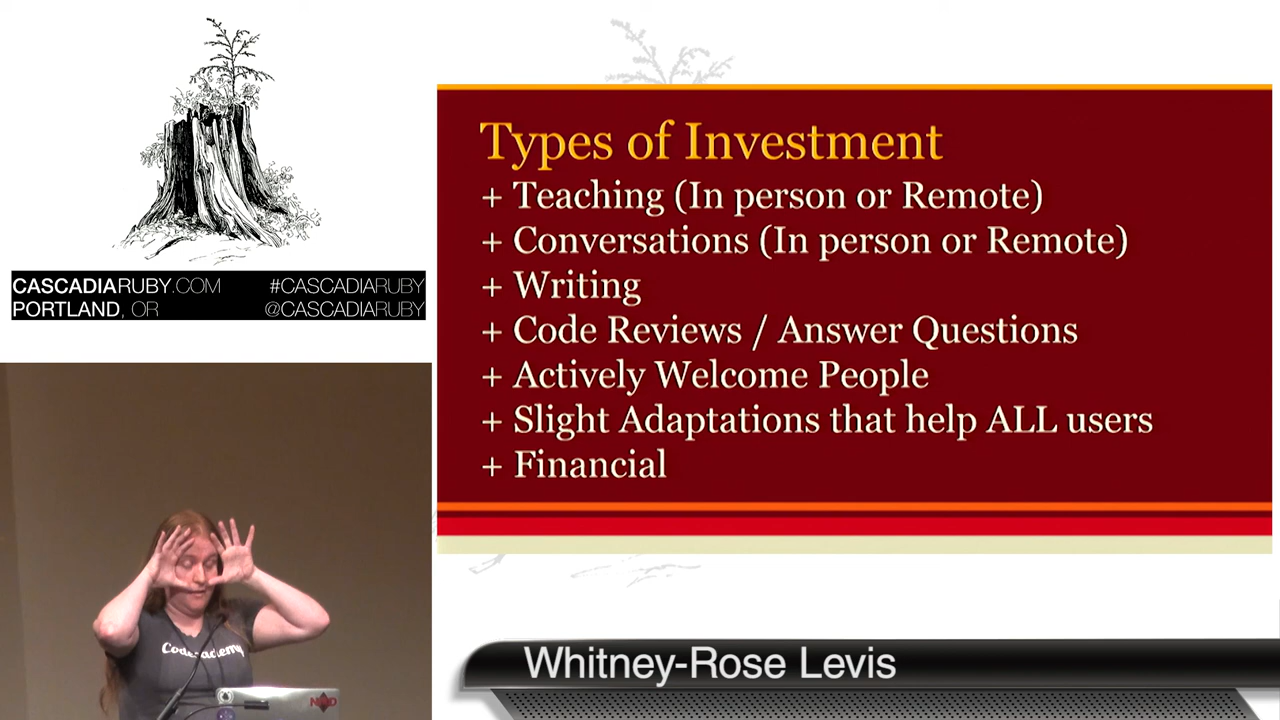 CASCADIARUBY.COM #CASCADIARUBY
PORTLAND, OR @CASCADIARUBY
Types of Investment
+ Teaching (In person or Remote)
+ Conversations (In person or Remote)
+ Writing
+ Code Reviews / Answer Questions
+ Actively Welcome People
+ Slight Adaptations that help ALL users
+ Financial
Codecademy
Whitney-Rose Levis